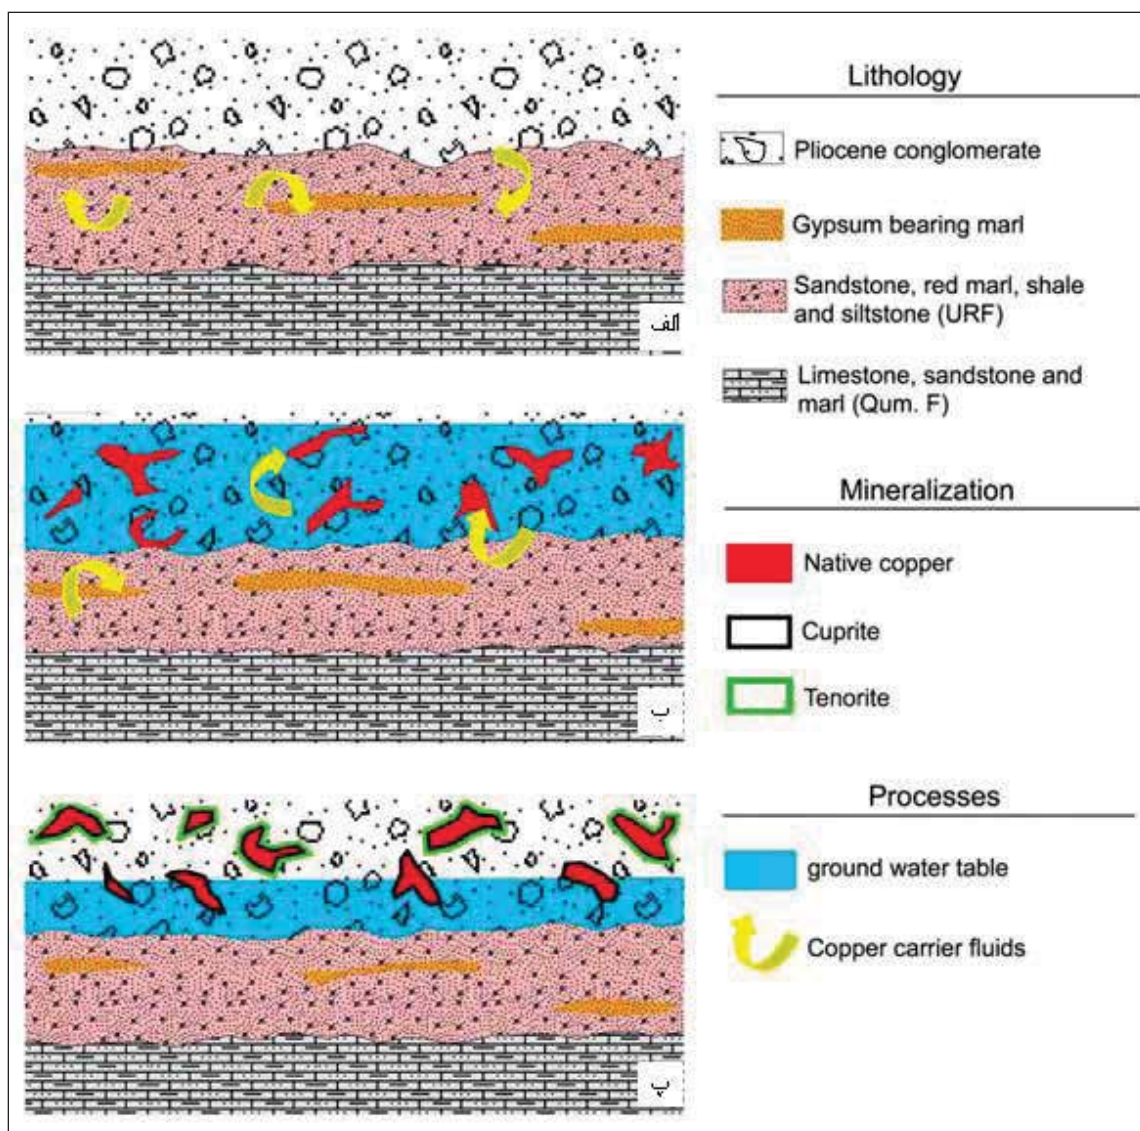 الف
ب
پ
Lithology
Pliocene conglomerate
Gypsum bearing marl
Sandstone, red marl, shale
and siltstone (URF)
Limestone, sandstone and
marl (Qum. F)
Mineralization
Native copper
Cuprite
Tenorite
Processes
ground water table
Copper carrier fluids